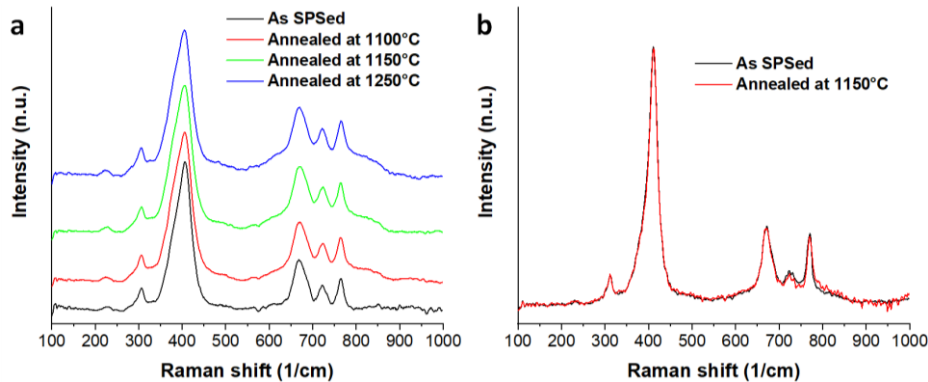 a
As SPSed
Annealed at 1100°C
Annealed at 1150°C
Annealed at 1250°C
Intensity (n.u.)
100 200 300 400 500 600 700 800 900 1000
Raman shift (1/cm)
b
As SPSed
Annealed at 1150°C
Intensity (n.u.)
100 200 300 400 500 600 700 800 900 1000
Raman shift (1/cm)